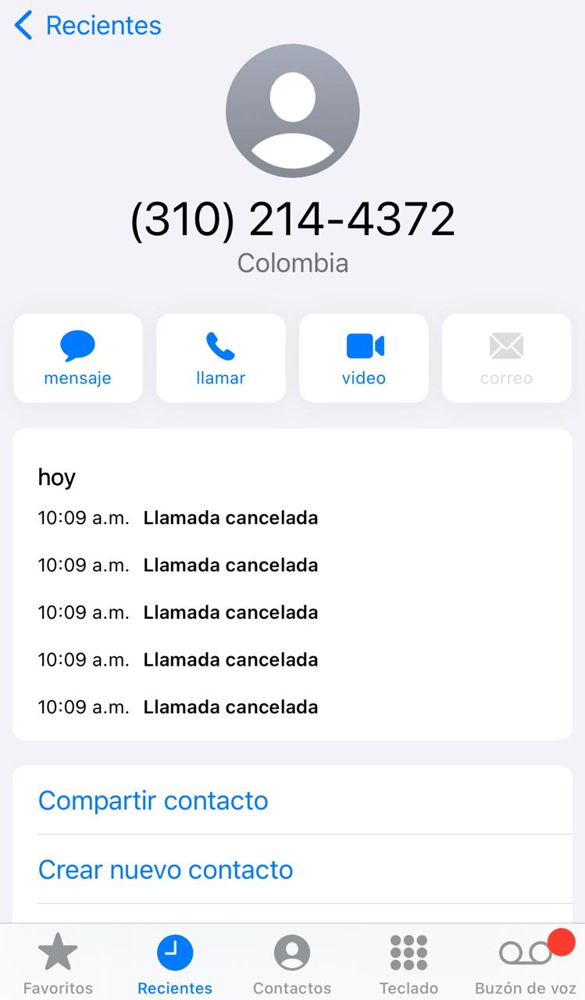 Recientes
(310) 214-4372
Colombia
mensaje llamar video correo
hoy
10:09 a.m. Llamada cancelada
10:09 a.m. Llamada cancelada
10:09 a.m. Llamada cancelada
10:09 a.m. Llamada cancelada
10:09 a.m. Llamada cancelada
Compartir contacto
Crear nuevo contacto
Favoritos Recientes Contactos Teclado Buzón de voz